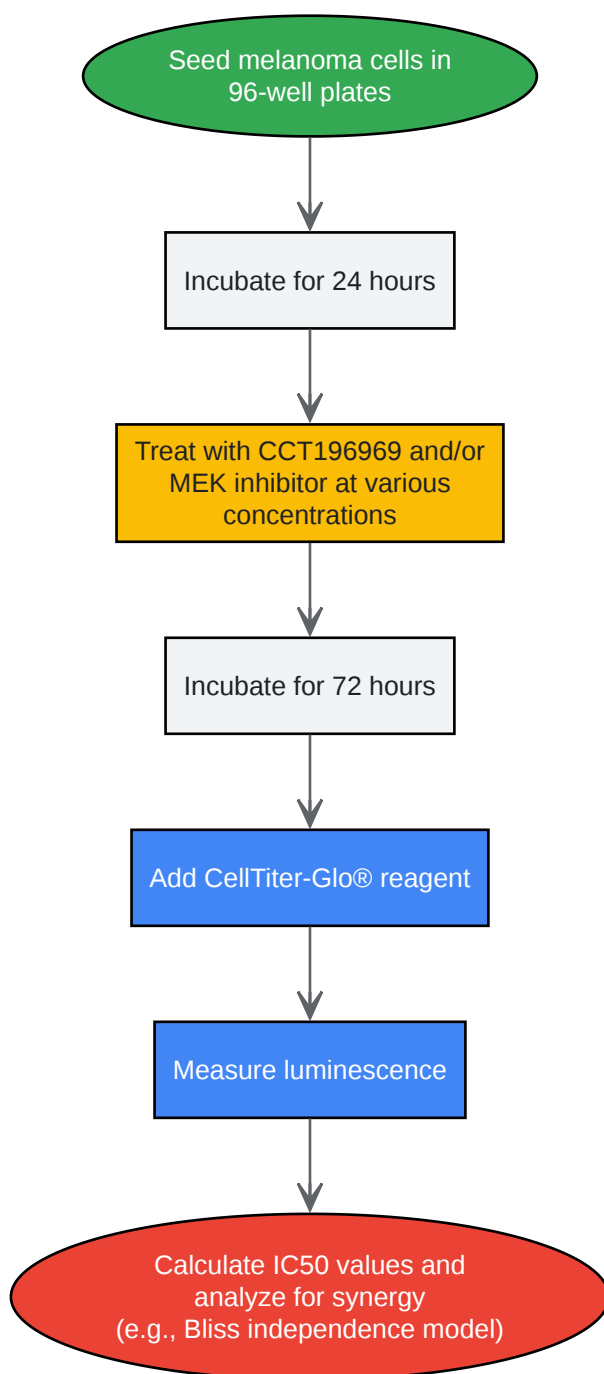 Seed melanoma cells in
96-well plates
Incubate for 24 hours
Treat with CCT196969 and/or
MEK inhibitor at various
concentrations
Incubate for 72 hours
Add CellTiter-Glo® reagent
Measure luminescence
Calculate IC50 values and
analyze for synergy
(e.g., Bliss independence model)